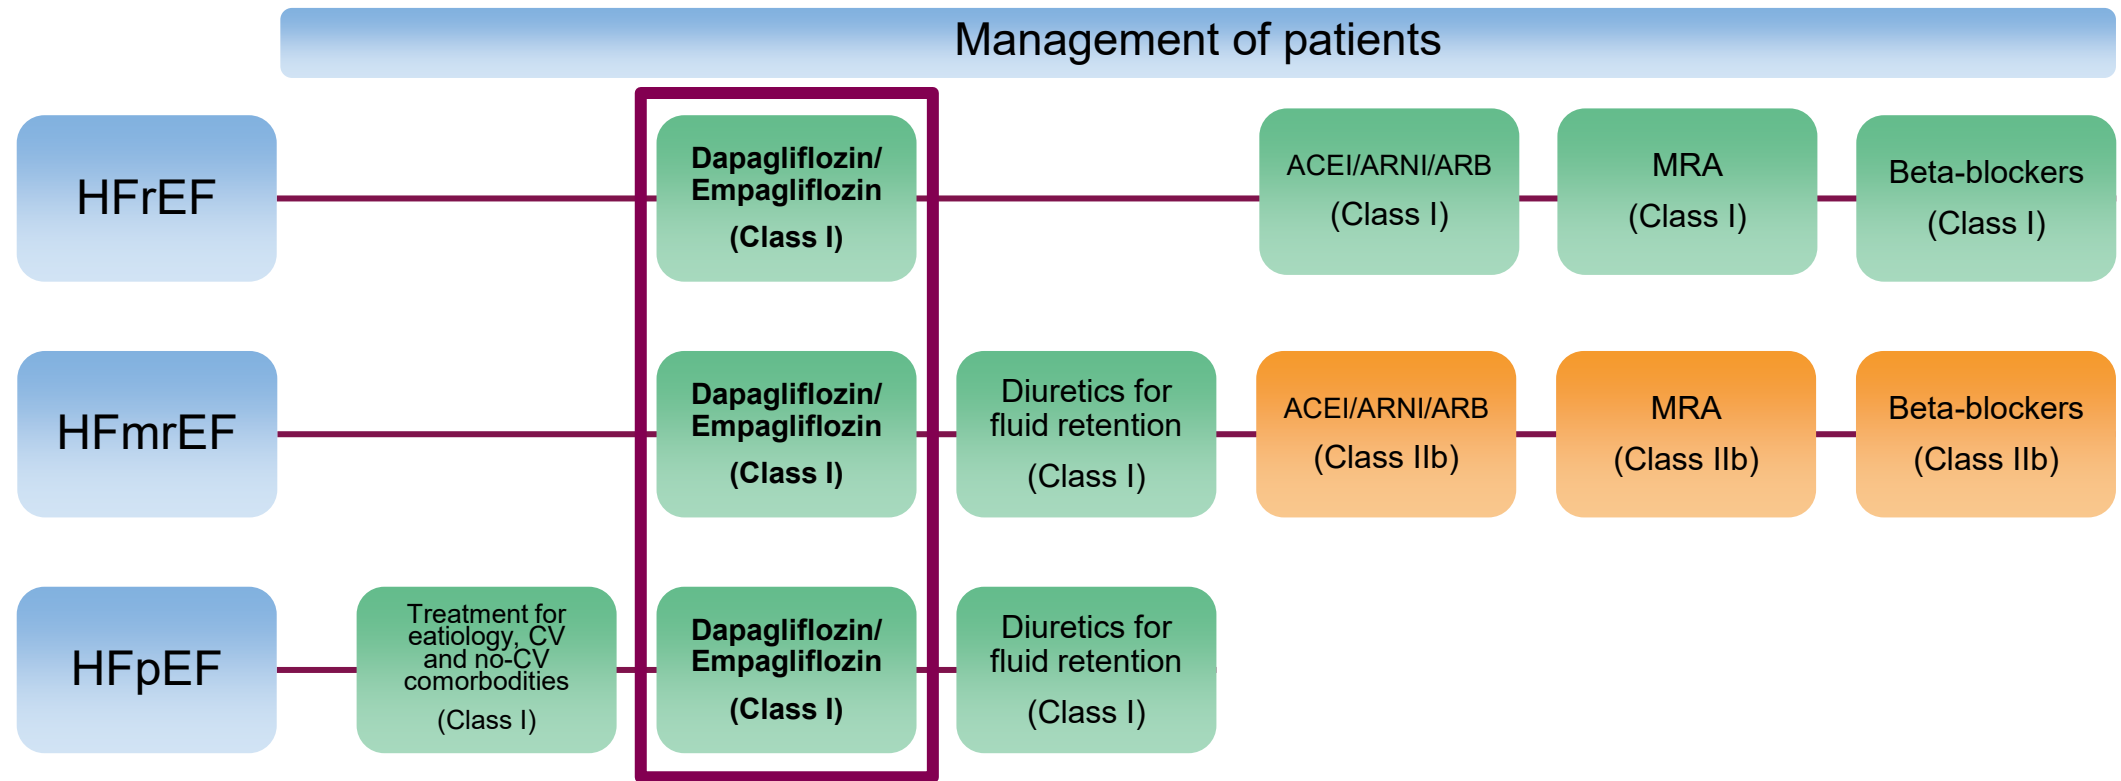 Management of patients
HFrEF
Dapagliflozin/
Empagliflozin
(Class I)
ACEI/ARNI/ARB
(Class I)
MRA
(Class I)
Beta-blockers
(Class I)
HFmrEF
Dapagliflozin/
Empagliflozin
(Class I)
Diuretics for
fluid retention
(Class I)
ACEI/ARNI/ARB
(Class IIb)
MRA
(Class IIb)
Beta-blockers
(Class IIb)
HFpEF
Treatment for
eatiology, CV
and no-CV
comorbodities
(Class I)
Dapagliflozin/
Empagliflozin
(Class I)
Diuretics for
fluid retention
(Class I)